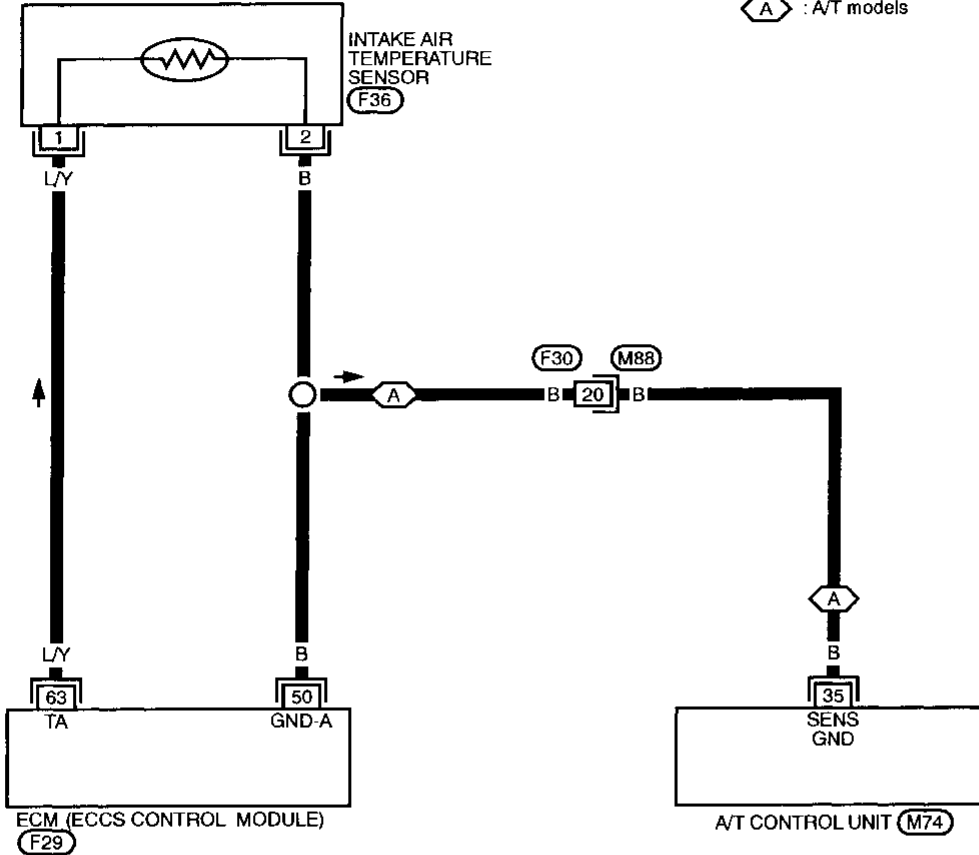 A : A/T models
INTAKE AIR
TEMPERATURE
SENSOR
F36
1
2
L/Y
B
F30
M88
A
B
20
B
A
L/Y
B
B
63
50
35
TA
GND-A
SENS
GND
ECM (ECCS CONTROL MODULE)
F29
A/T CONTROL UNIT M74